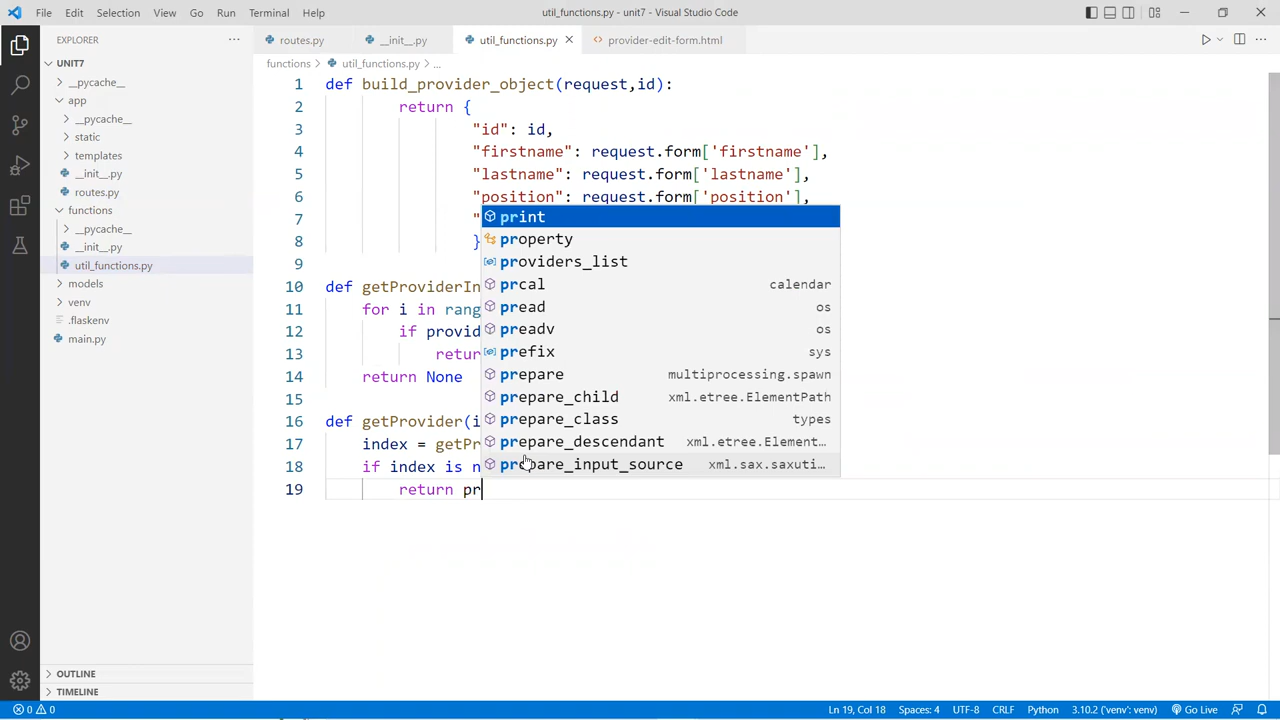 File Edit Selection View Go Run Terminal Help
util_functions.py - unit7 - Visual Studio Code
EXPLORER
UNIT7
__pycache__
app
__pycache__
static
templates
__init__.py
routes.py
functions
__pycache__
__init__.py
util_functions.py
models
venv
.flaskenv
main.py
OUTLINE
TIMELINE
routes.py __init__.py util_functions.py provider-edit-form.html
functions > util_functions.py > ...
1 def build_provider_object(request,id):
2 return {
3 "id": id,
4 "firstname": request.form['firstname'],
5 "lastname": request.form['lastname'],
6 "position": request.form['position'],
7 "
8 }
9
10 def getProviderIn
11 for i in rang
12 if provid
13 retur
14 return None
15
16 def getProvider(i
17 index = getPr
18 if index is n
19 return pr
print
property
providers_list
prcal calendar
pread os
preadv os
prefix sys
prepare multiprocessing.spawn
prepare_child xml.etree.ElementPath
prepare_class types
prepare_descendant xml.etree.Element…
prepare_input_source xml.sax.saxuti…
0 0 Ln 19, Col 18 Spaces: 4 UTF-8 CRLF Python 3.10.2 ('venv': venv) Go Live